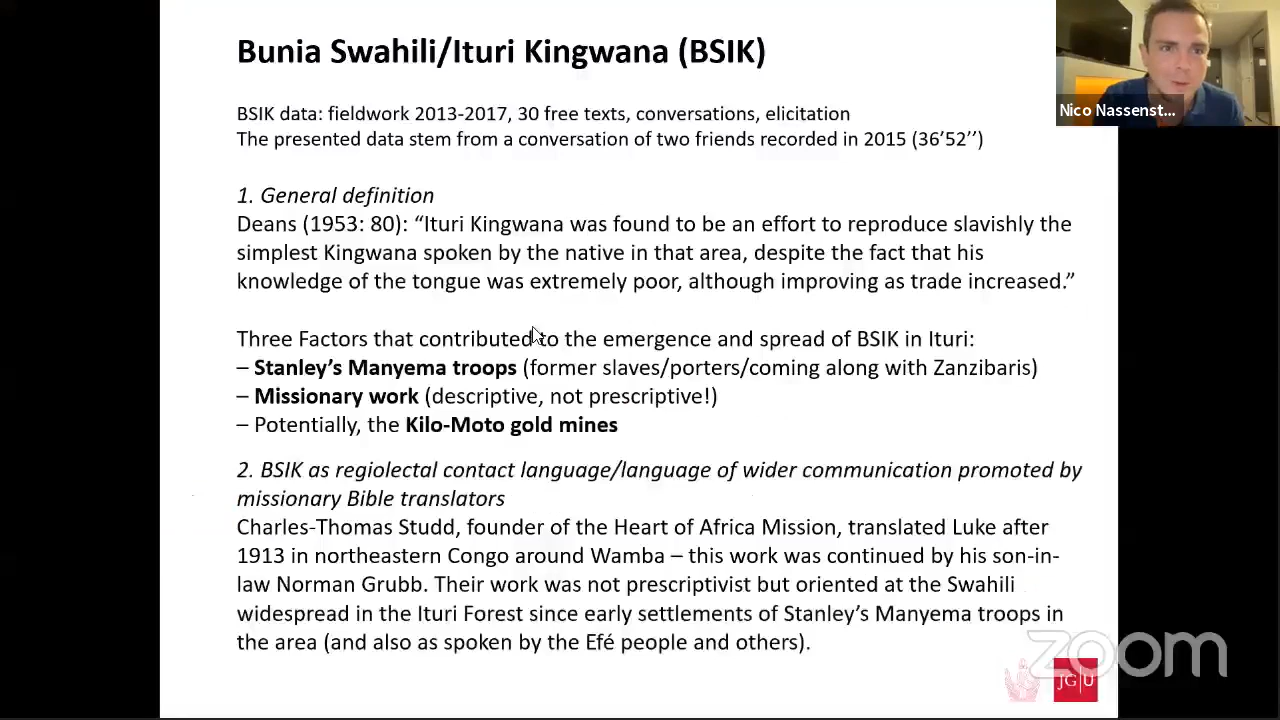 Bunia Swahili/Ituri Kingwana (BSIK)
BSIK data: fieldwork 2013-2017, 30 free texts, conversations, elicitation
The presented data stem from a conversation of two friends recorded in 2015 (36’52’’)
1. General definition
Deans (1953: 80): “Ituri Kingwana was found to be an effort to reproduce slavishly the
simplest Kingwana spoken by the native in that area, despite the fact that his
knowledge of the tongue was extremely poor, although improving as trade increased.”
Three Factors that contributed to the emergence and spread of BSIK in Ituri:
– Stanley’s Manyema troops (former slaves/porters/coming along with Zanzibaris)
– Missionary work (descriptive, not prescriptive!)
– Potentially, the Kilo-Moto gold mines
2. BSIK as regiolectal contact language/language of wider communication promoted by
missionary Bible translators
Charles-Thomas Studd, founder of the Heart of Africa Mission, translated Luke after
1913 in northeastern Congo around Wamba – this work was continued by his son-in-
law Norman Grubb. Their work was not prescriptivist but oriented at the Swahili
widespread in the Ituri Forest since early settlements of Stanley’s Manyema troops in
the area (and also as spoken by the Efé people and others).
Nico Nassenst...
zoom
JG|U